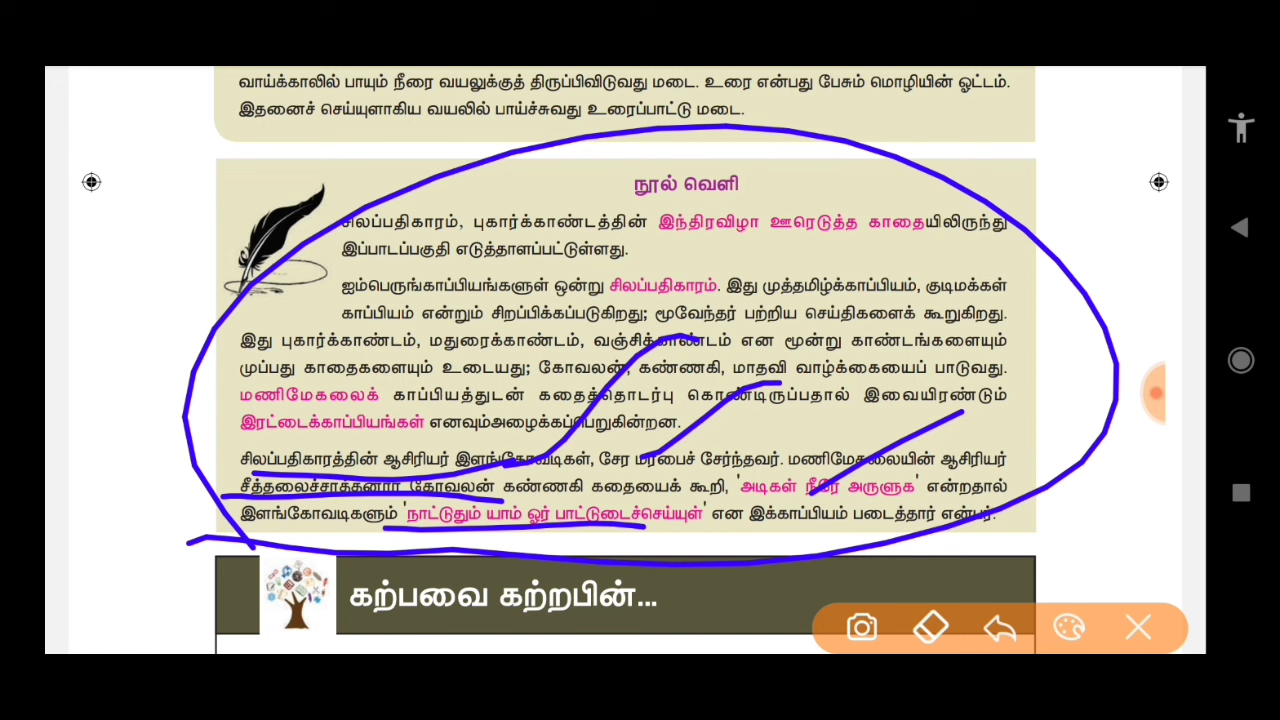 வாய்க்காலில் பாயும் நீரை வயலுக்குத் திருப்பிவிடுவது மடை. உரை என்பது பேசும் மொழியின் ஓட்டம்.
இதனைச் செய்யுளாகிய வயலில் பாய்ச்சுவது உரைப்பாட்டு மடை.
நூல் வெளி
சிலப்பதிகாரம், புகார்க்காண்டத்தின் இந்திரவிழா ஊரெடுத்த காதையிலிருந்து
இப்பாடப்பகுதி எடுத்தாளப்பட்டுள்ளது.
ஐம்பெருங்காப்பியங்களுள் ஒன்று சிலப்பதிகாரம். இது முத்தமிழ்க்காப்பியம், குடிமக்கள்
காப்பியம் என்றும் சிறப்பிக்கப்படுகிறது; மூவேந்தர் பற்றிய செய்திகளைக் கூறுகிறது.
இது புகார்க்காண்டம், மதுரைக்காண்டம், வஞ்சிக்காண்டம் என மூன்று காண்டங்களையும்
முப்பது காதைகளையும் உடையது; கோவலன், கண்ணகி, மாதவி வாழ்க்கையைப் பாடுவது.
மணிமேகலைக் காப்பியத்துடன் கதைத்தொடர்பு கொண்டிருப்பதால் இவையிரண்டும்
இரட்டைக்காப்பியங்கள் எனவும்அழைக்கப்பெறுகின்றன.
சிலப்பதிகாரத்தின் ஆசிரியர் இளங்கோவடிகள், சேர மரபைச் சேர்ந்தவர். மணிமேகலையின் ஆசிரியர்
சீத்தலைச்சாத்தனார் கோவலன் கண்ணகி கதையைக் கூறி, 'அடிகள் நீரே அருளுக' என்றதால்
இளங்கோவடிகளும் 'நாட்டுதும் யாம் ஓர் பாட்டுடைச்செய்யுள்' என இக்காப்பியம் படைத்தார் என்பர்.
கற்பவை கற்றபின்...